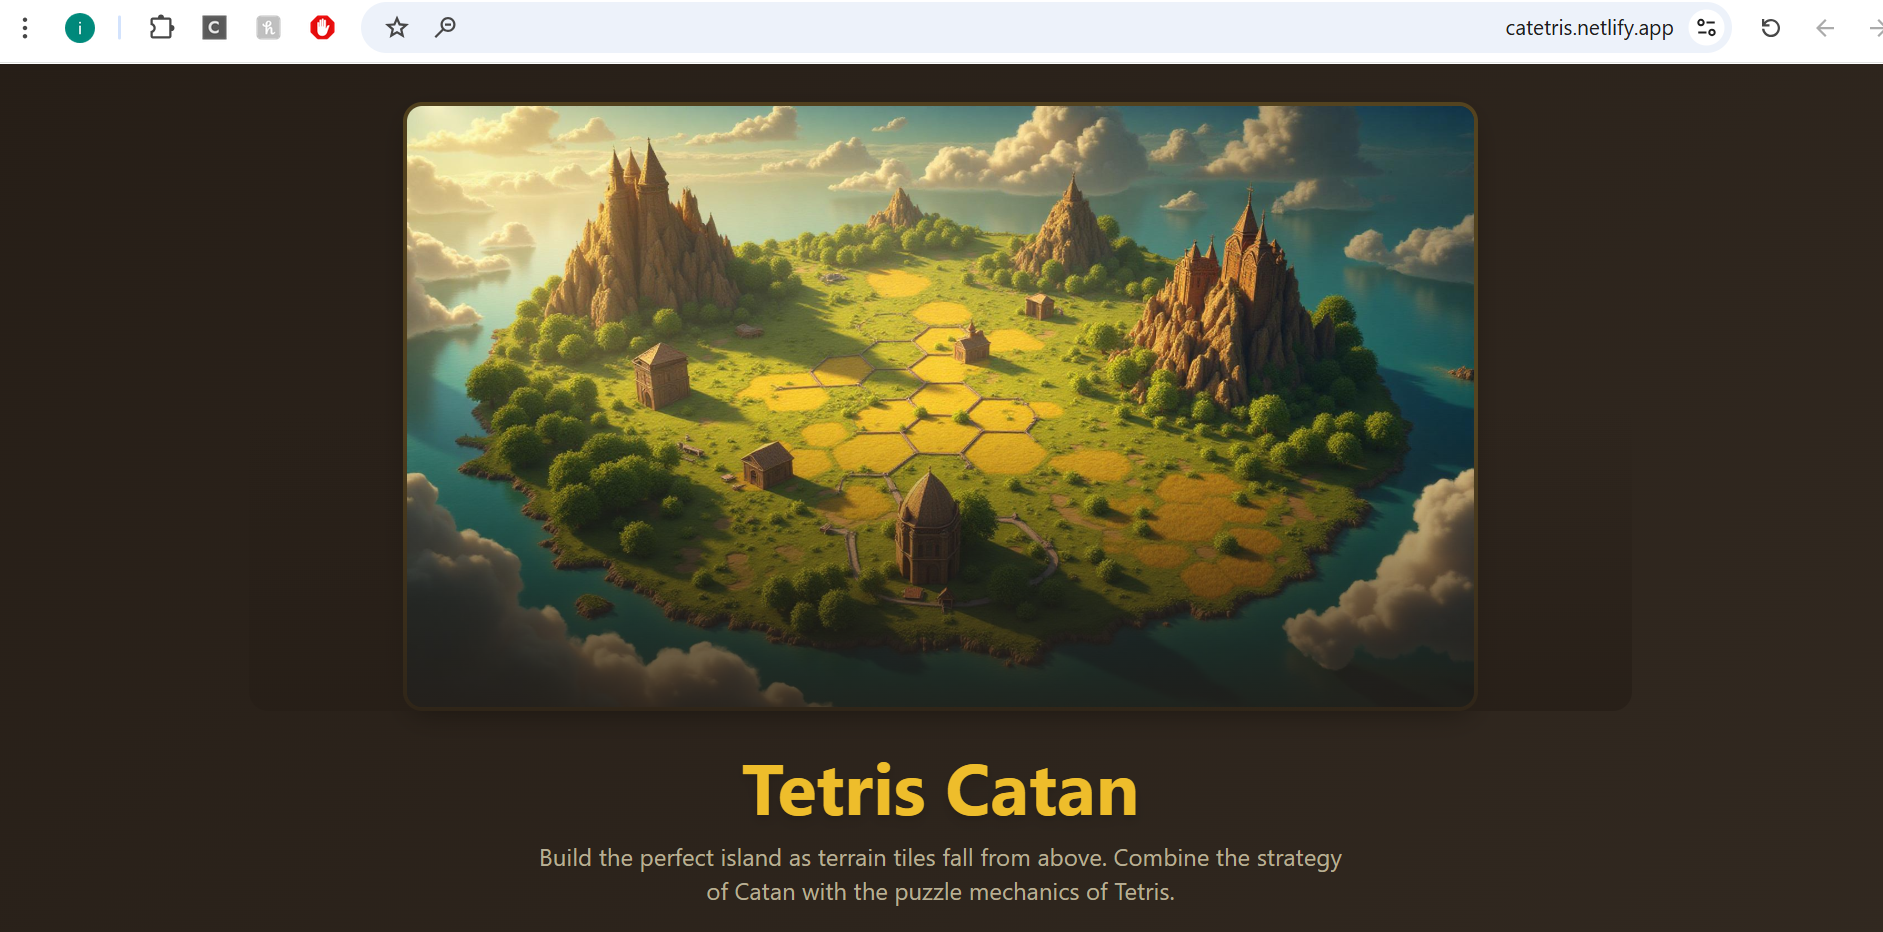 i
C
h
catetris.netlify.app
Tetris Catan
Build the perfect island as terrain tiles fall from above. Combine the strategy
of Catan with the puzzle mechanics of Tetris.